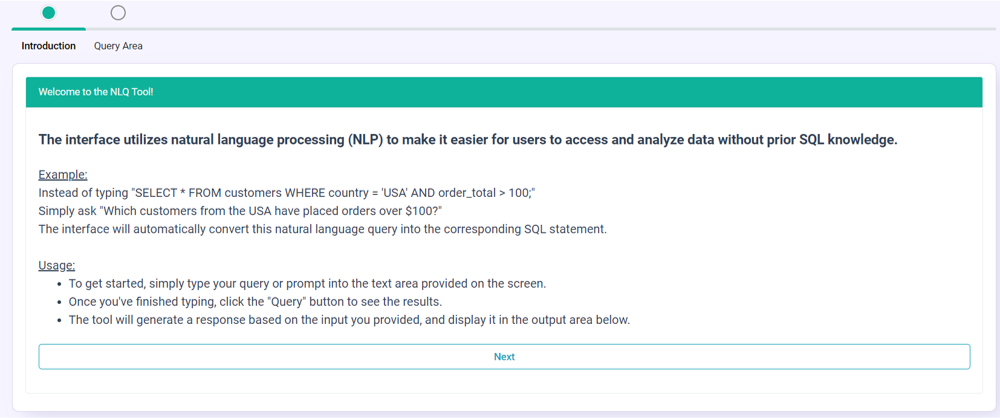 Introduction
Query Area
Welcome to the NLQ Tool!
The interface utilizes natural language processing (NLP) to make it easier for users to access and analyze data without prior SQL knowledge.
Example:
Instead of typing "SELECT * FROM customers WHERE country = 'USA' AND order_total > 100;"
Simply ask "Which customers from the USA have placed orders over $100?"
The interface will automatically convert this natural language query into the corresponding SQL statement.
Usage:
• To get started, simply type your query or prompt into the text area provided on the screen.
• Once you've finished typing, click the "Query" button to see the results.
• The tool will generate a response based on the input you provided, and display it in the output area below.
Next